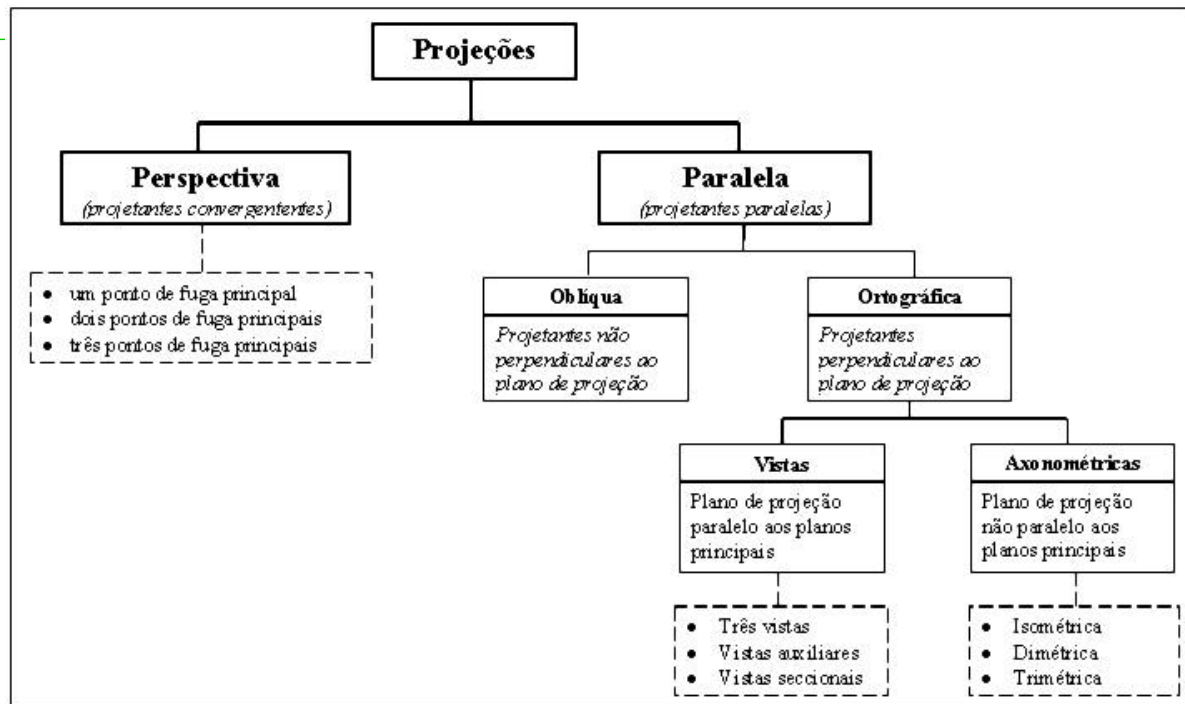 Projeções
Perspectiva
(projetantes convergententes)
• um ponto de fuga principal
• dois pontos de fuga principais
• três pontos de fuga principais
Paralela
(projetantes paralelas)
Oblíqua
Projetantes não
perpendiculares ao
plano de projeção
Ortográfica
Projetantes
perpendiculares ao
plano de projeção
Vistas
Plano de projeção
paralelo aos planos
principais
• Três vistas
• Vistas auxiliares
• Vistas seccionais
Axonométricas
Plano de projeção
não paralelo aos
planos principais
• Isométrica
• Dimétrica
• Trimétrica